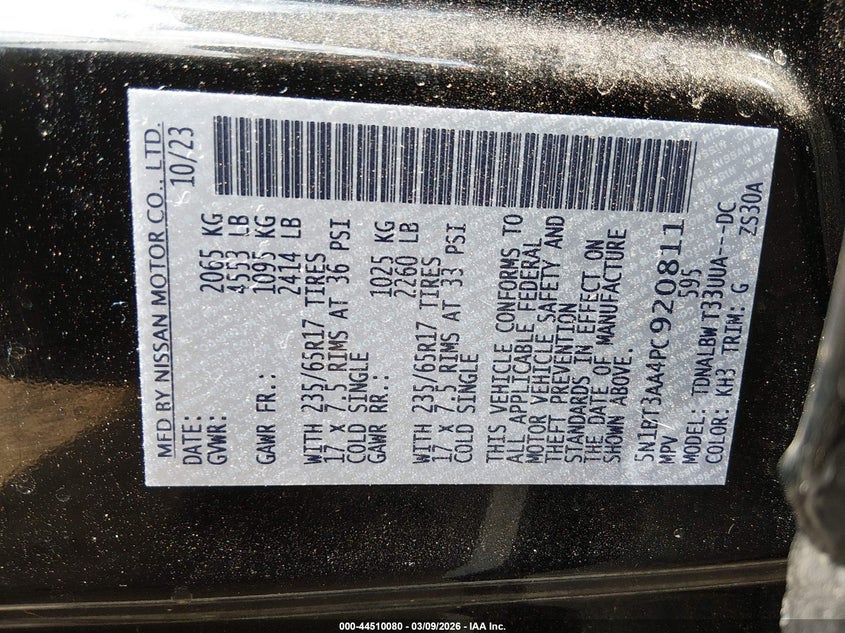 MFD BY NISSAN MOTOR CO., LTD.
DATE: 10/23
GVWR: 2065 KG
4553 LB
GAWR FR.: 1095 KG
2414 LB
WITH 235/65R17 TIRES
17 X 7.5 RIMS AT 36 PSI
COLD SINGLE
GAWR RR.: 1025 KG
2260 LB
WITH 235/65R17 TIRES
17 X 7.5 RIMS AT 33 PSI
COLD SINGLE
THIS VEHICLE CONFORMS TO
ALL APPLICABLE FEDERAL
MOTOR VEHICLE SAFETY AND
THEFT PREVENTION
STANDARDS IN EFFECT ON
THE DATE OF MANUFACTURE
SHOWN ABOVE.
5N1BT3AA4PC920811
MPV 595
MODEL: TDNALBWT33UUA---DC
COLOR: KH3 TRIM: G ZS30A
000-44510080 - 03/09/2026 - IAA Inc.